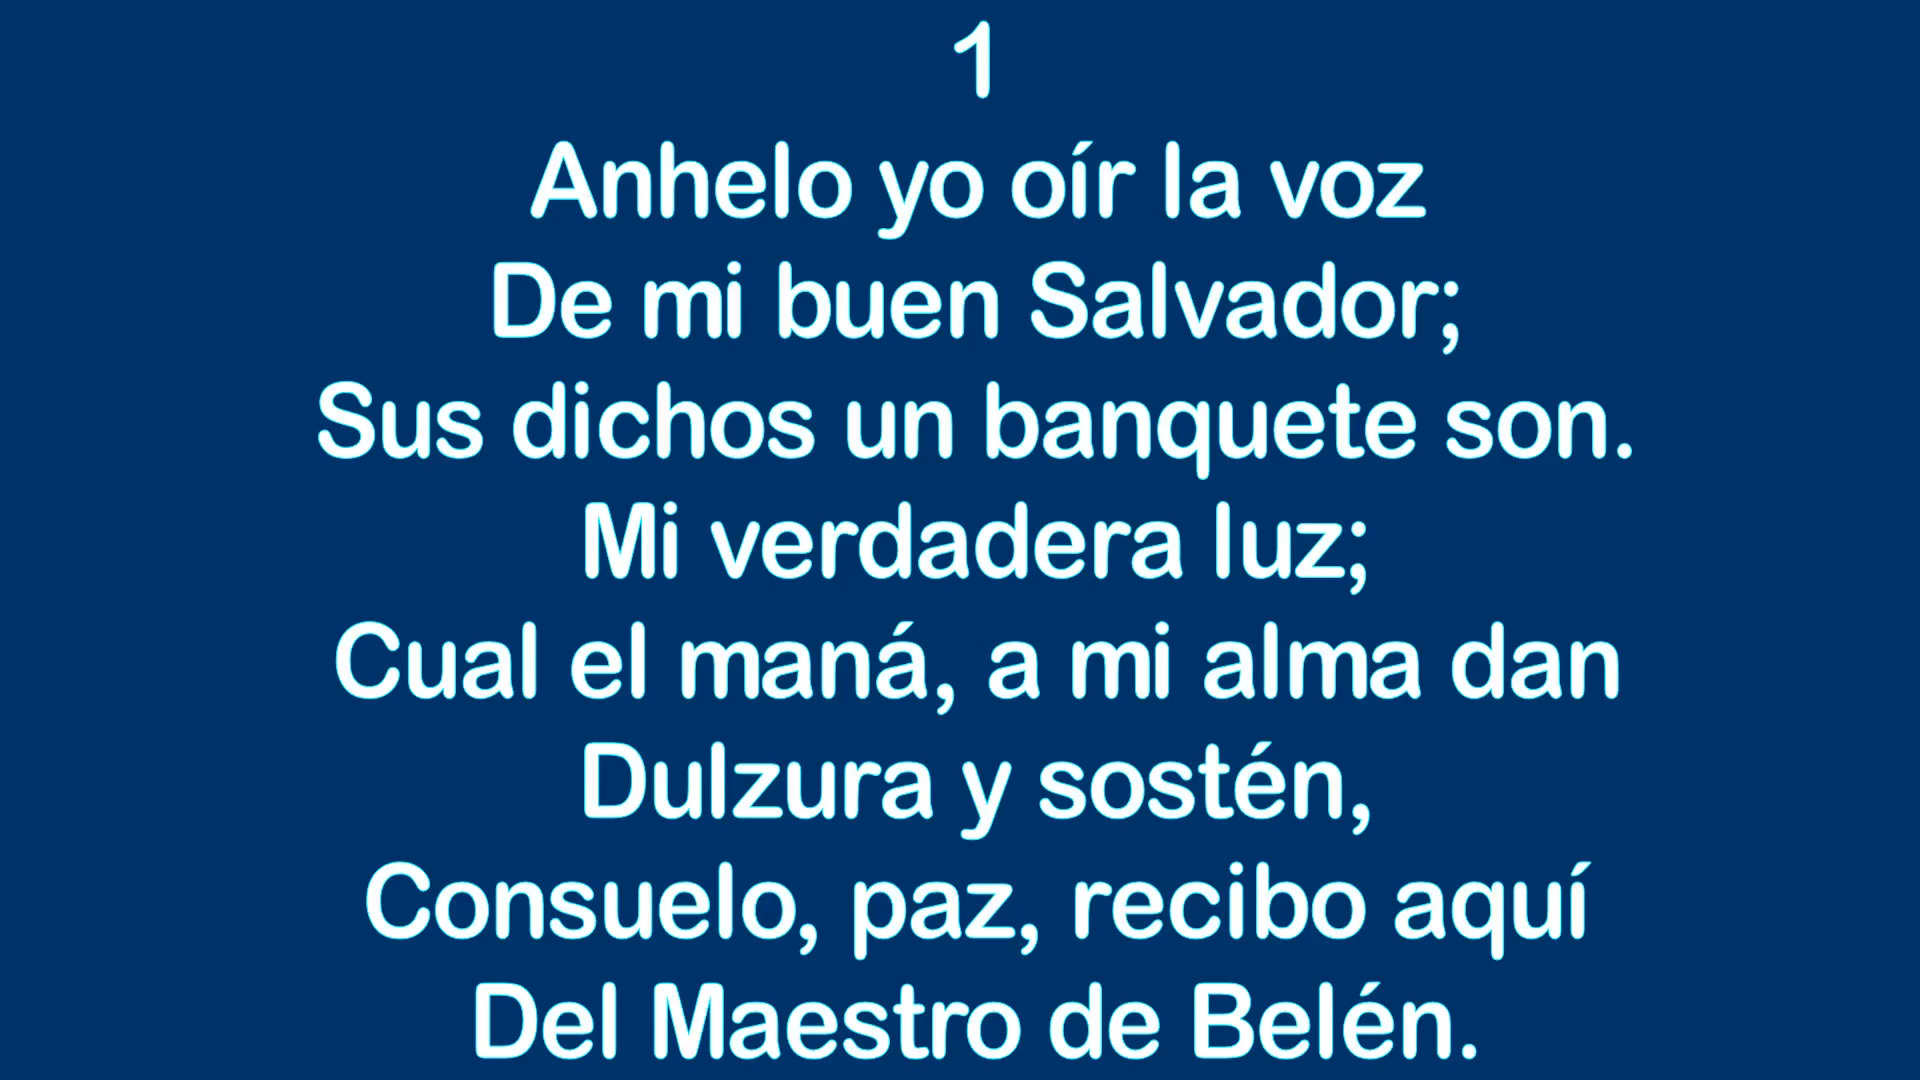 1
Anhelo yo oír la voz
De mi buen Salvador;
Sus dichos un banquete son.
Mi verdadera luz;
Cual el maná, a mi alma dan
Dulzura y sostén,
Consuelo, paz, recibo aquí
Del Maestro de Belén.